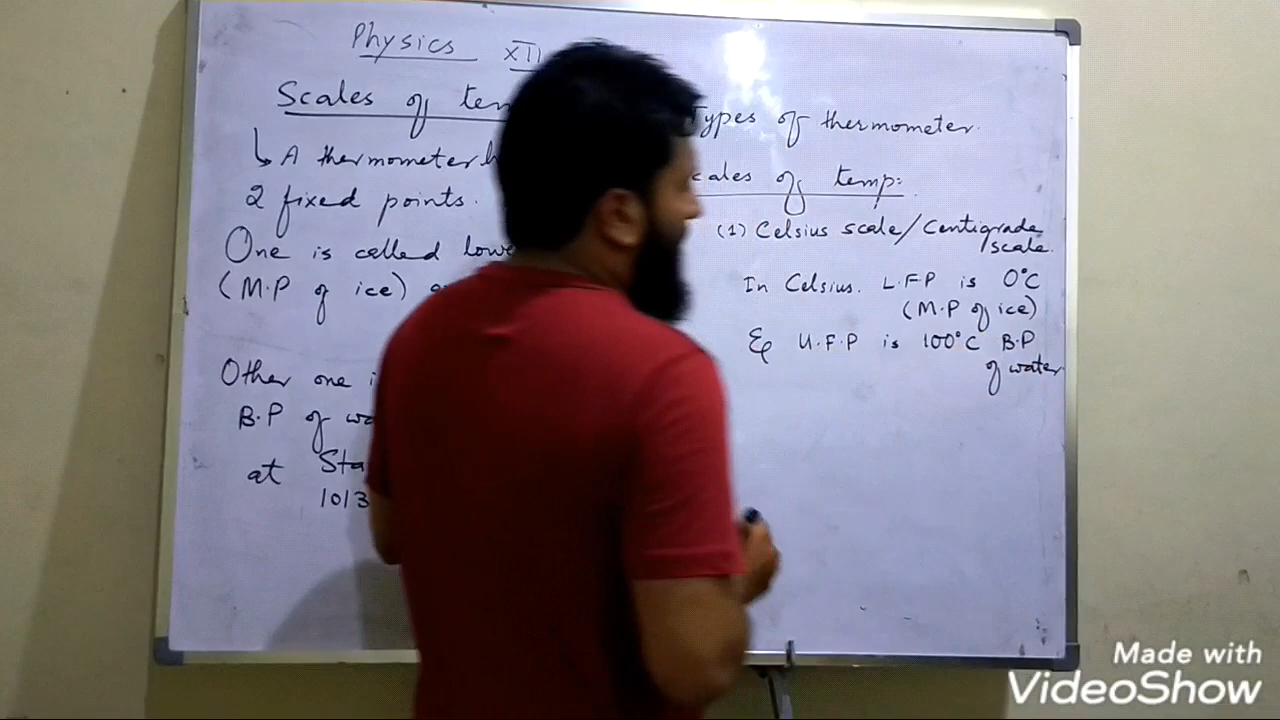 Physics XII
Scales of tem
↳ A thermometer h
2 fixed points.
One is called lowe
(M.P of ice)
Other one i
B.P of wa
at Sta
1013
Types of thermometer.
cales of temp:
(1) Celsius scale/Centigrade
scale.
In Celsius. L.F.P is 0°C
(M.P of ice)
& U.F.P is 100°C B.P
of water
Made with
VideoShow